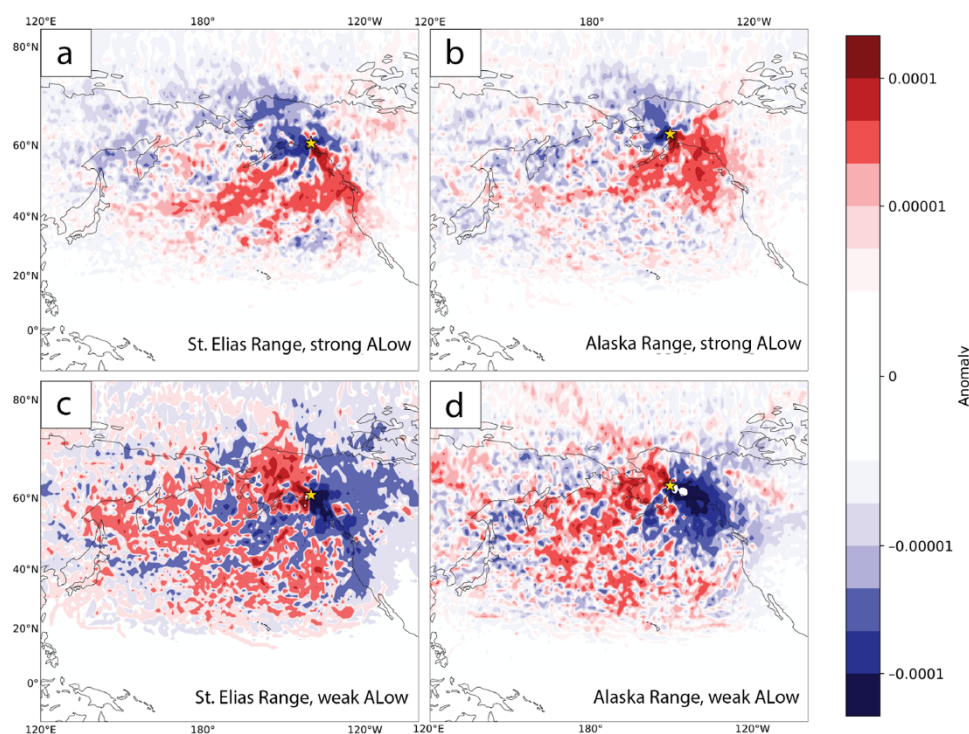 120°E 180° 120°W 180° 120°W
80°N
a
b
0.0001
60°N
0.00001
40°N
20°N
0°
St. Elias Range, strong ALow
Alaska Range, strong ALow
0
Anomaly
80°N
c
d
60°N
-0.00001
40°N
20°N
-0.0001
0°
St. Elias Range, weak ALow
Alaska Range, weak ALow
120°E 180° 120°W 120°E 180° 120°W